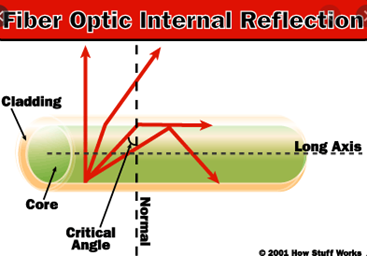 Fiber Optic Internal Reflection
Cladding
Long Axis
Core
Normal
Critical
Angle
© 2001 How Stuff Works